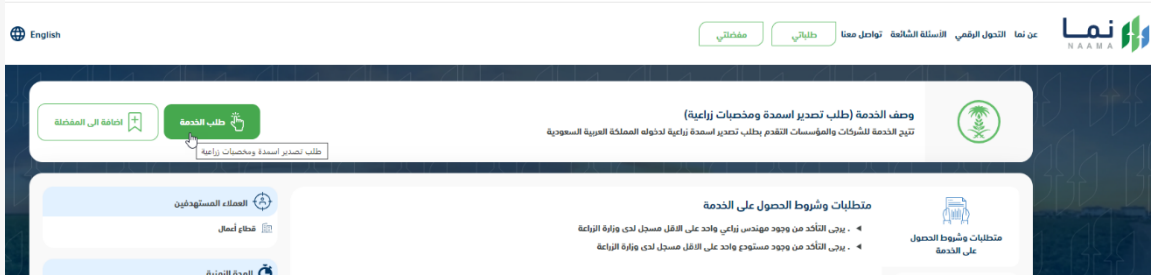 نما
NAAMA
عن نما
التحول الرقمي
الأسئلة الشائعة
تواصل معنا
طلباتي
مفضلتي
English
وصف الخدمة (طلب تصدير اسمدة ومخصبات زراعية)
تتيح الخدمة للشركات والمؤسسات التقدم بطلب تصدير اسمدة زراعية لدخوله المملكة العربية السعودية
طلب الخدمة
اضافة الى المفضلة
طلب تصدير اسمدة ومخصبات زراعية
متطلبات وشروط الحصول
على الخدمة
متطلبات وشروط الحصول على الخدمة
. يرجى التأكد من وجود مهندس زراعي واحد على الاقل مسجل لدى وزارة الزراعة
. يرجى التأكد من وجود مستودع واحد على الاقل مسجل لدى وزارة الزراعة
العملاء المستهدفين
قطاع أعمال
المدة الزمنية